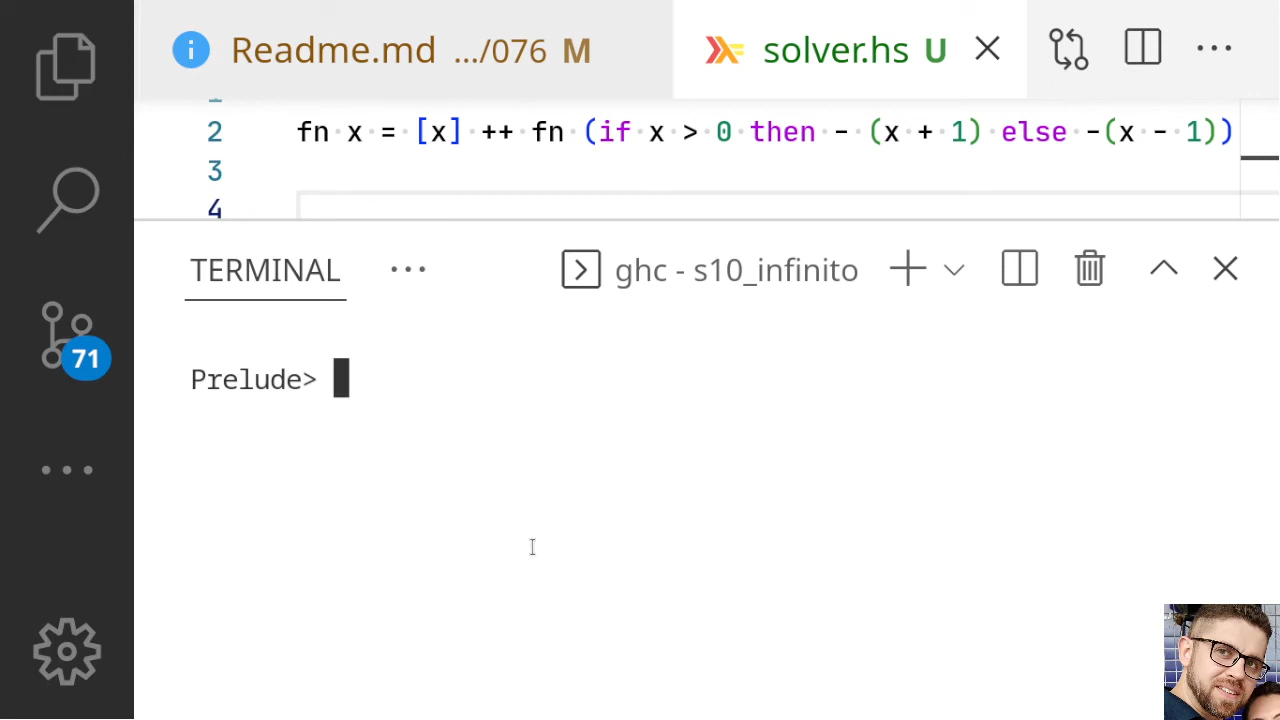 Readme.md .../076 M
solver.hs U
2 fn x = [x] ++ fn (if x > 0 then - (x + 1) else -(x - 1))
3
4
TERMINAL
ghc - s10_infinito
71
Prelude>